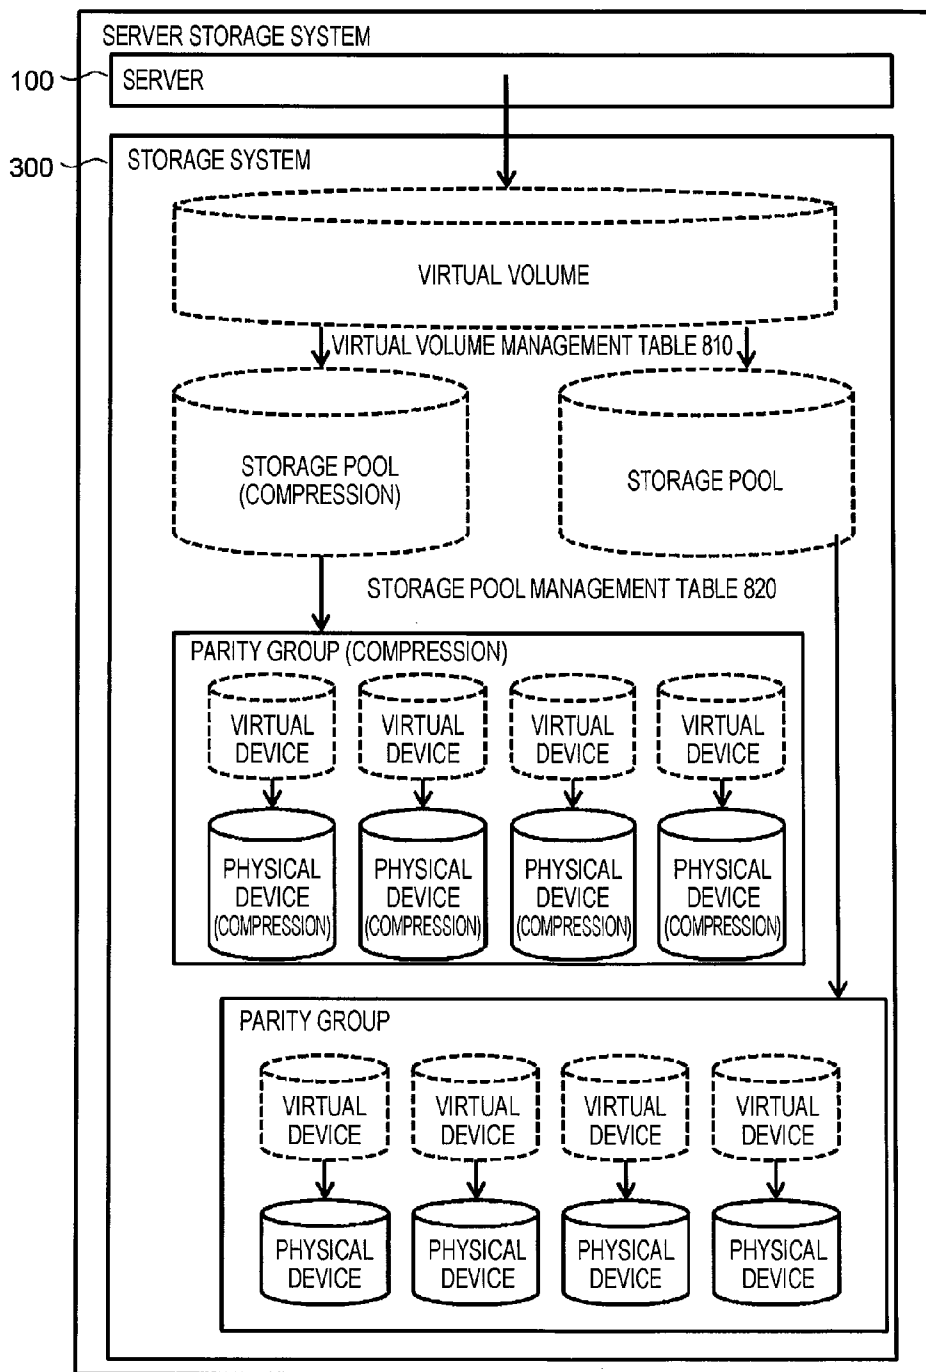 SERVER STORAGE SYSTEM
100
SERVER
300
STORAGE SYSTEM
VIRTUAL VOLUME
VIRTUAL VOLUME MANAGEMENT TABLE 810
STORAGE POOL
(COMPRESSION)
STORAGE POOL
STORAGE POOL MANAGEMENT TABLE 820
PARITY GROUP (COMPRESSION)
VIRTUAL
DEVICE
VIRTUAL
DEVICE
VIRTUAL
DEVICE
VIRTUAL
DEVICE
PHYSICAL
DEVICE
(COMPRESSION)
PHYSICAL
DEVICE
(COMPRESSION)
PHYSICAL
DEVICE
(COMPRESSION)
PHYSICAL
DEVICE
(COMPRESSION)
PARITY GROUP
VIRTUAL
DEVICE
VIRTUAL
DEVICE
VIRTUAL
DEVICE
VIRTUAL
DEVICE
PHYSICAL
DEVICE
PHYSICAL
DEVICE
PHYSICAL
DEVICE
PHYSICAL
DEVICE